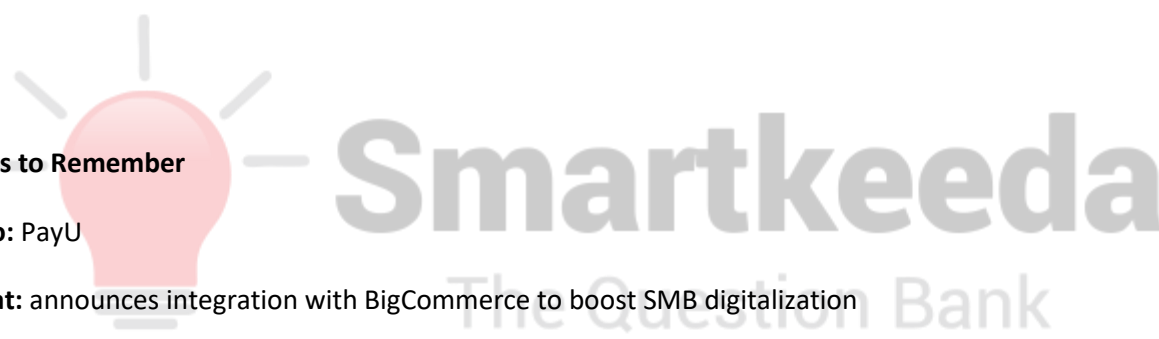 s to Remember
Smartkeeda
o: PayU
nt: announces integration with BigCommerce to boost SMB digitalization
The Question Bank